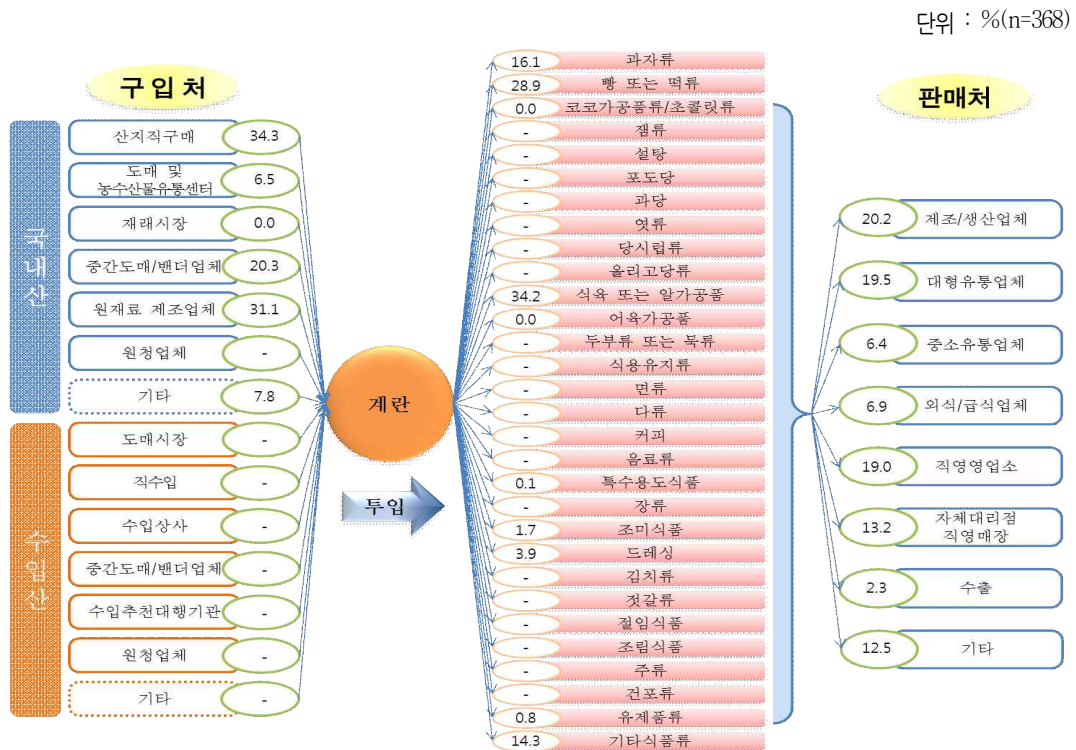 단위 : %(n=368)
구입처
국내산
산지직구매 34.3
도매 및
농수산물유통센터 6.5
재래시장 0.0
중간도매/밴더업체 20.3
원재료 제조업체 31.1
원청업체 -
기타 7.8
수입산
도매시장 -
직수입 -
수입상사 -
중간도매/밴더업체 -
수입추천대행기관 -
원청업체 -
기타 -
계란
투입
16.1 과자류
28.9 빵 또는 떡류
0.0 코코가공품류/초콜릿류
- 잼류
- 설탕
- 포도당
- 과당
- 엿류
- 당시럽류
- 올리고당류
34.2 식육 또는 알가공품
0.0 어육가공품
- 두부류 또는 묵류
- 식용유지류
- 면류
- 다류
- 커피
- 음료류
0.1 특수용도식품
- 장류
1.7 조미식품
3.9 드레싱
- 김치류
- 젓갈류
- 절임식품
- 조림식품
- 주류
- 건포류
0.8 유제품류
14.3 기타식품류
판매처
20.2 제조/생산업체
19.5 대형유통업체
6.4 중소유통업체
6.9 외식/급식업체
19.0 직영영업소
13.2 자체대리점
직영매장
2.3 수출
12.5 기타